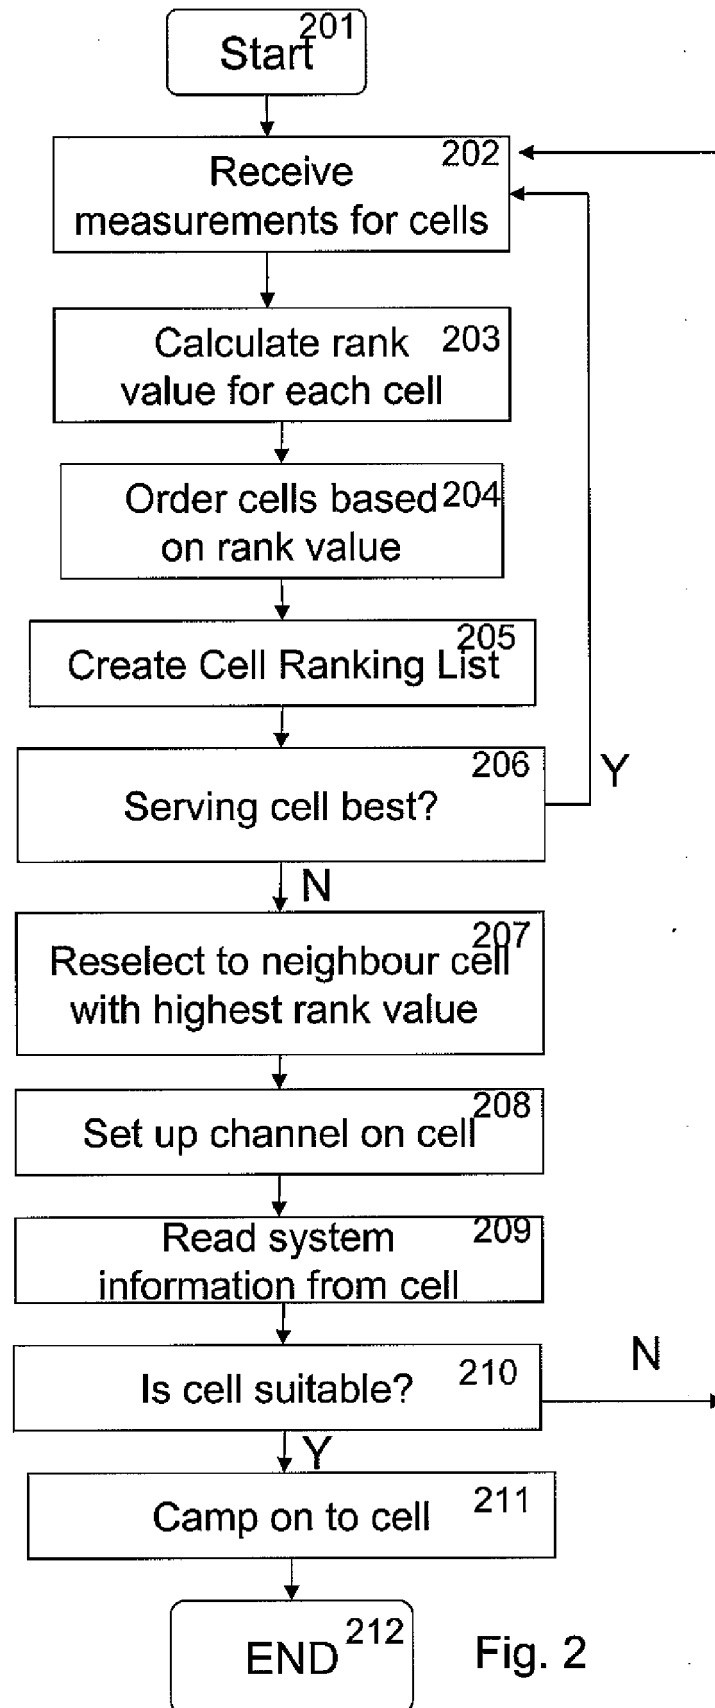 201
Start
202
Receive
measurements for cells
Calculate rank 203
value for each cell
Order cells based 204
on rank value
205
Create Cell Ranking List
206
Serving cell best?
Y
N
207
Reselect to neighbour cell
with highest rank value
208
Set up channel on cell
Read system 209
information from cell
N
Is cell suitable? 210
Y
211
Camp on to cell
212
END
Fig. 2